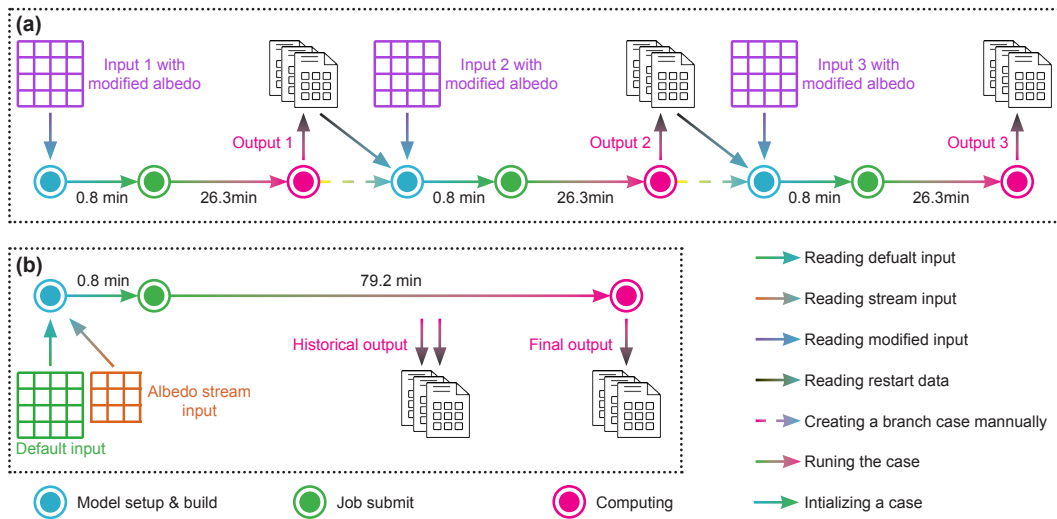 (a)
Input 1 with
modified albedo
Input 2 with
modified albedo
Input 3 with
modified albedo
Output 1
Output 2
Output 3
0.8 min
26.3min
0.8 min
26.3min
0.8 min
26.3min
(b)
0.8 min
79.2 min
Historical output
Final output
Albedo stream
input
Default input
Reading defualt input
Reading stream input
Reading modified input
Reading restart data
Creating a branch case mannually
Runing the case
Intializing a case
Model setup & build
Job submit
Computing